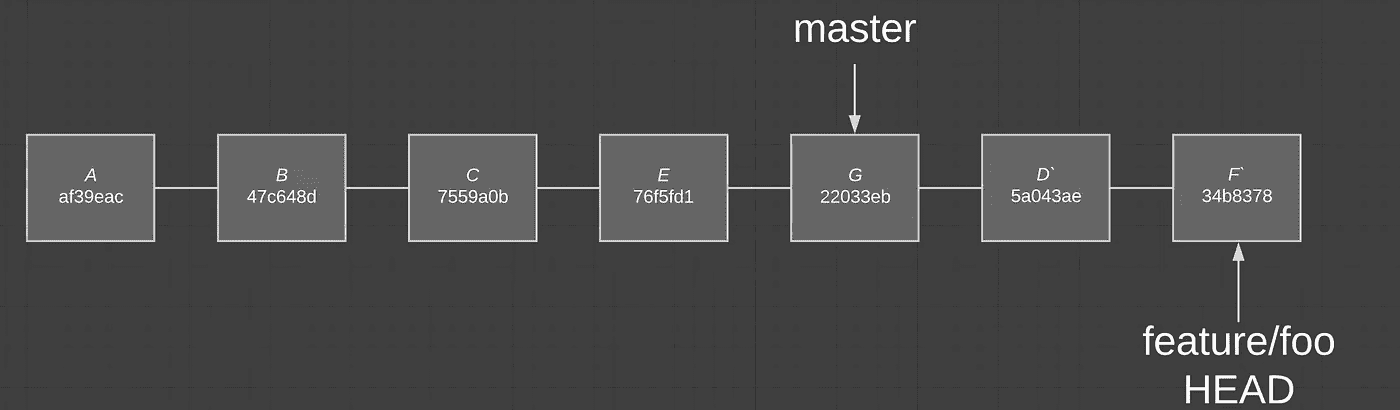 master
A
af39eac
B
47c648d
C
7559a0b
E
76f5fd1
G
22033eb
D`
5a043ae
F`
34b8378
feature/foo
HEAD